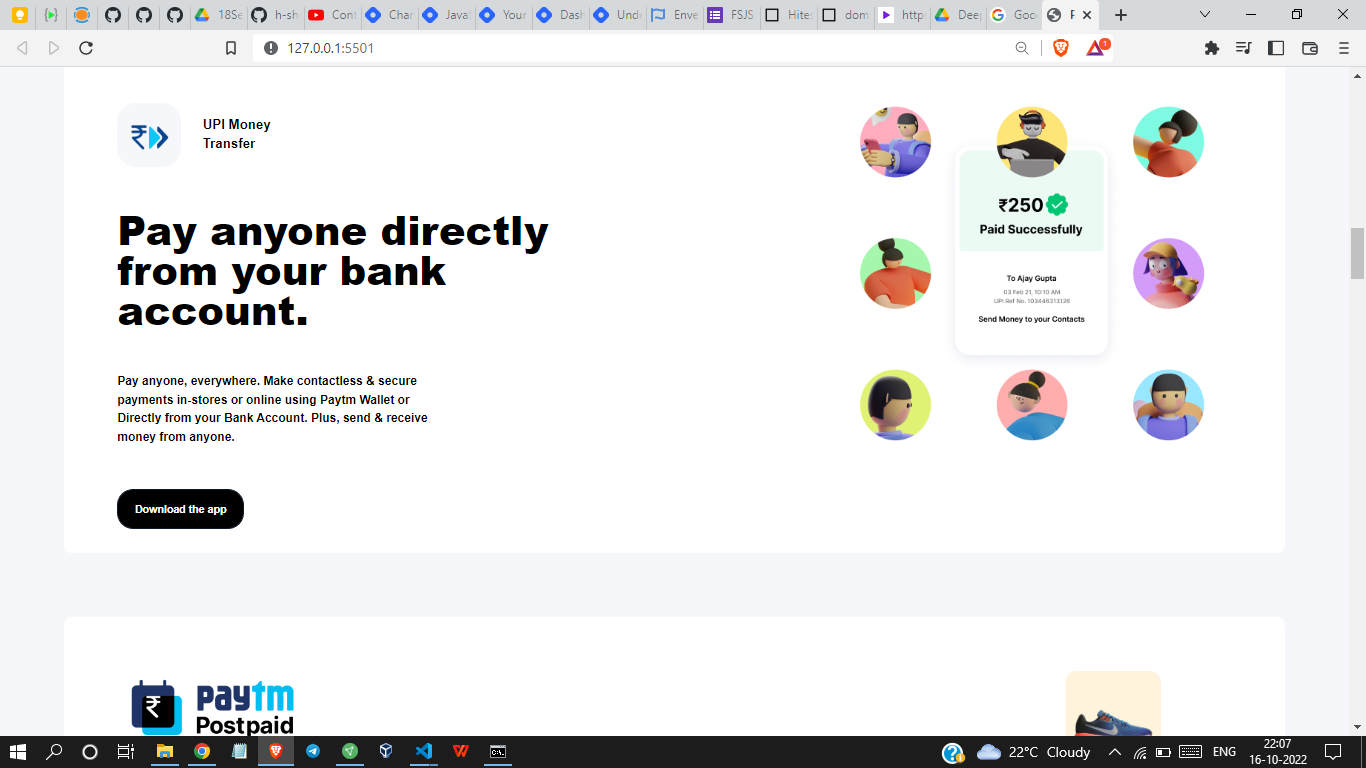 18Se
h-sh
Cont
Char
Java
Your
Dash
Unde
Enve
FSJS
Hites
dom
http
Deep
Goo
127.0.0.1:5501
1
UPI Money
Transfer
Pay anyone directly
from your bank
account.
Pay anyone, everywhere. Make contactless & secure
payments in-stores or online using Paytm Wallet or
Directly from your Bank Account. Plus, send & receive
money from anyone.
Download the app
₹250
Paid Successfully
To Ajay Gupta
03 Feb 21, 10:10 AM
UPI Ref No. 103446313126
Send Money to your Contacts
₹
paytm
Postpaid
22°C Cloudy
ENG
22:07
16-10-2022